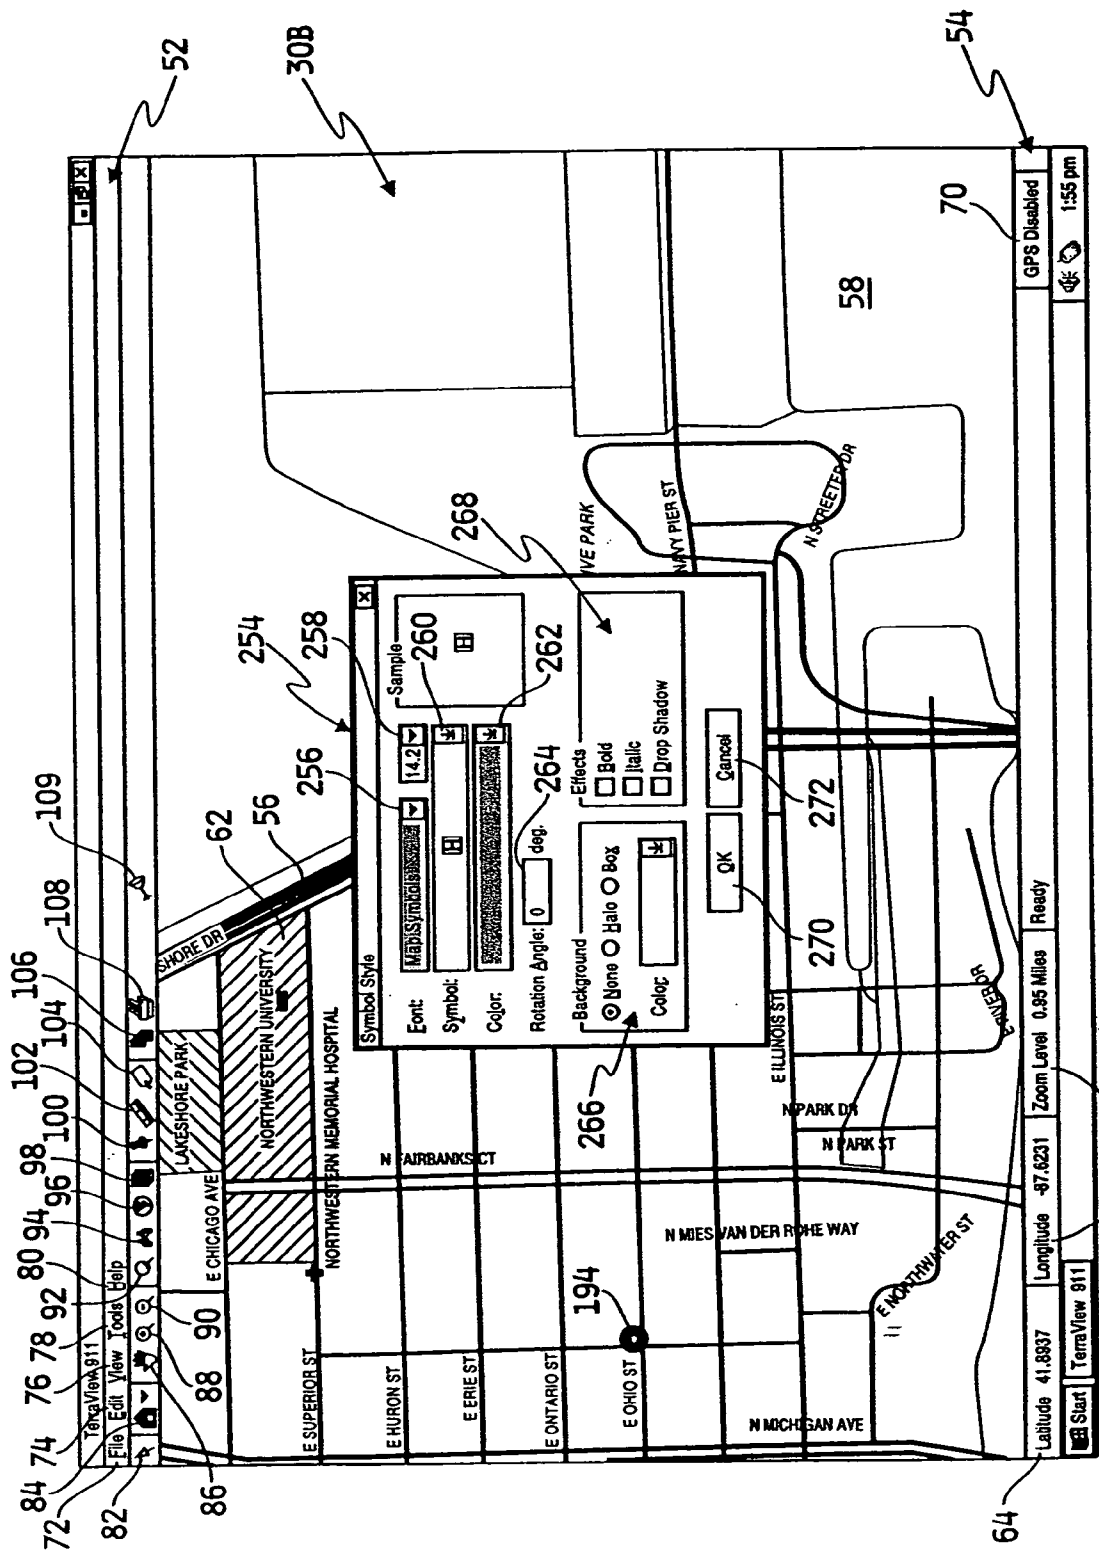 72 84 74 76 78 80 92 94 96 98 100 102 104 106 108 109
52
TerraView 911
File Edit View Tools Help
82 86 88 90
62
56
254
30B
SHORE DR
LAKESHORE PARK
E CHICAGO AVE
NORTHWESTERN UNIVERSITY
NORTHWESTERN MEMORIAL HOSPITAL
E SUPERIOR ST
E HURON ST
E ERIE ST
E ONTARIO ST
E OHIO ST
194
N FAIRBANKS CT
N MIES VAN DER ROHE WAY
N MICHIGAN AVE
256 258
260
262
264
Symbol Style
Font: MapSymbols 14.2
Symbol: H
Color:
Sample
H
Rotation Angle: 0 deg.
Background
None Halo Box
Color:
Effects
Bold
Italic
Drop Shadow
OK Cancel
266
268
270
272
IVE PARK
NAVY PIER ST
N STREETER DR
E ILLINOIS ST
N PARK DR
N PARK ST
E NORTHWATER ST
E RIVER DR
58
70
54
64
Latitude 41.8937 Longitude -87.6231 Zoom Level 0.95 Miles Ready GPS Disabled
Start TerraView 911 1:55 pm